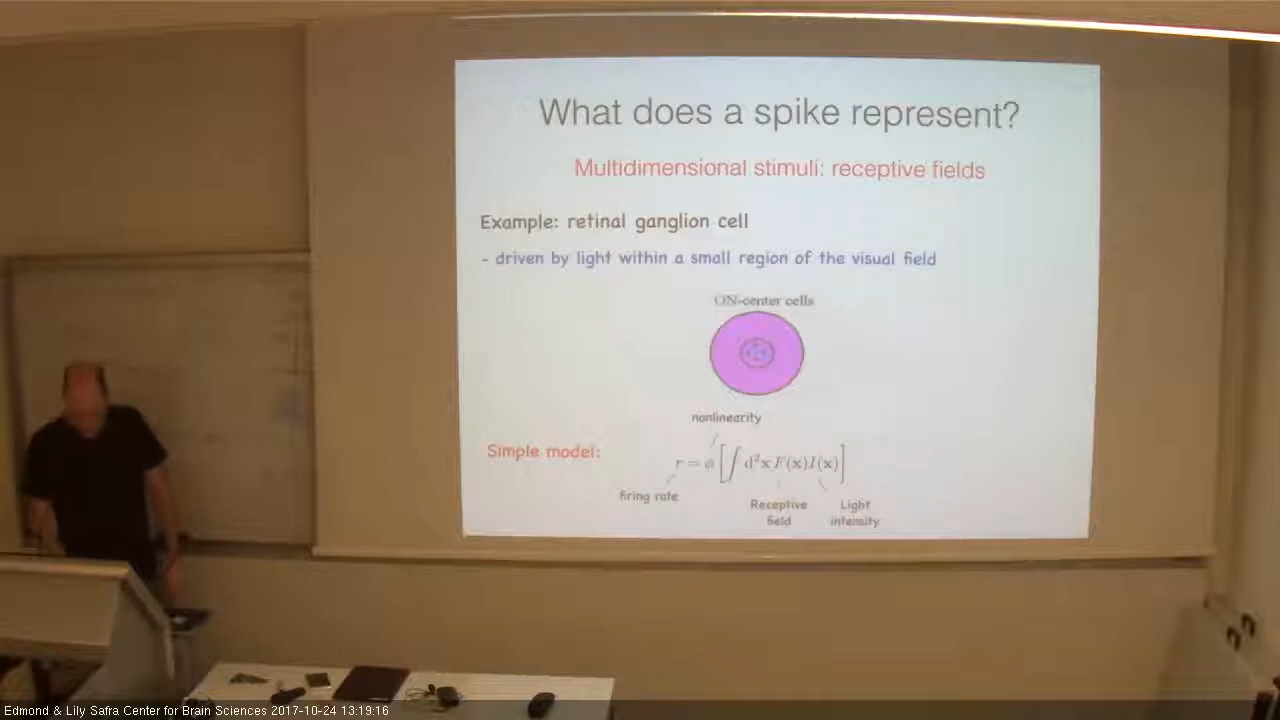 What does a spike represent?
Multidimensional stimuli: receptive fields
Example: retinal ganglion cell
- driven by light within a small region of the visual field
ON-center cells
nonlinearity
Simple model:
r = ϕ [∫ d²x F(x)I(x)]
firing rate
Receptive field
Light intensity
Edmond & Lily Safra Center for Brain Sciences 2017-10-24 13:19:16